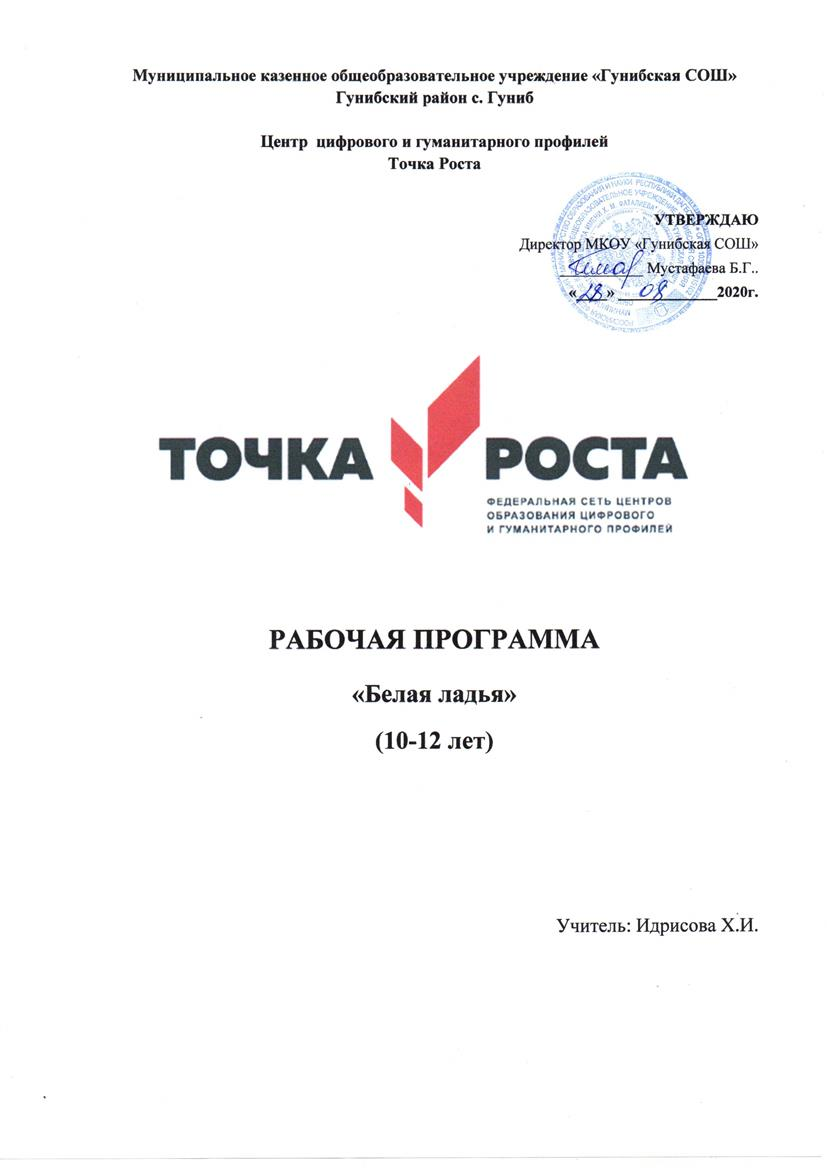 Муниципальное казенное общеобразовательное учреждение «Гунибская СОШ»
Гунибский район с. Гуниб
Центр цифрового и гуманитарного профилей
Точка Роста
УТВЕРЖДАЮ
Директор МКОУ «Гунибская СОШ»
Мустафаева Б.Г..
«28» 08 2020г.
ТОЧКА РОСТА
ФЕДЕРАЛЬНАЯ СЕТЬ ЦЕНТРОВ
ОБРАЗОВАНИЯ ЦИФРОВОГО
И ГУМАНИТАРНОГО ПРОФИЛЕЙ
РАБОЧАЯ ПРОГРАММА
«Белая ладья»
(10-12 лет)
Учитель: Идрисова Х.И.